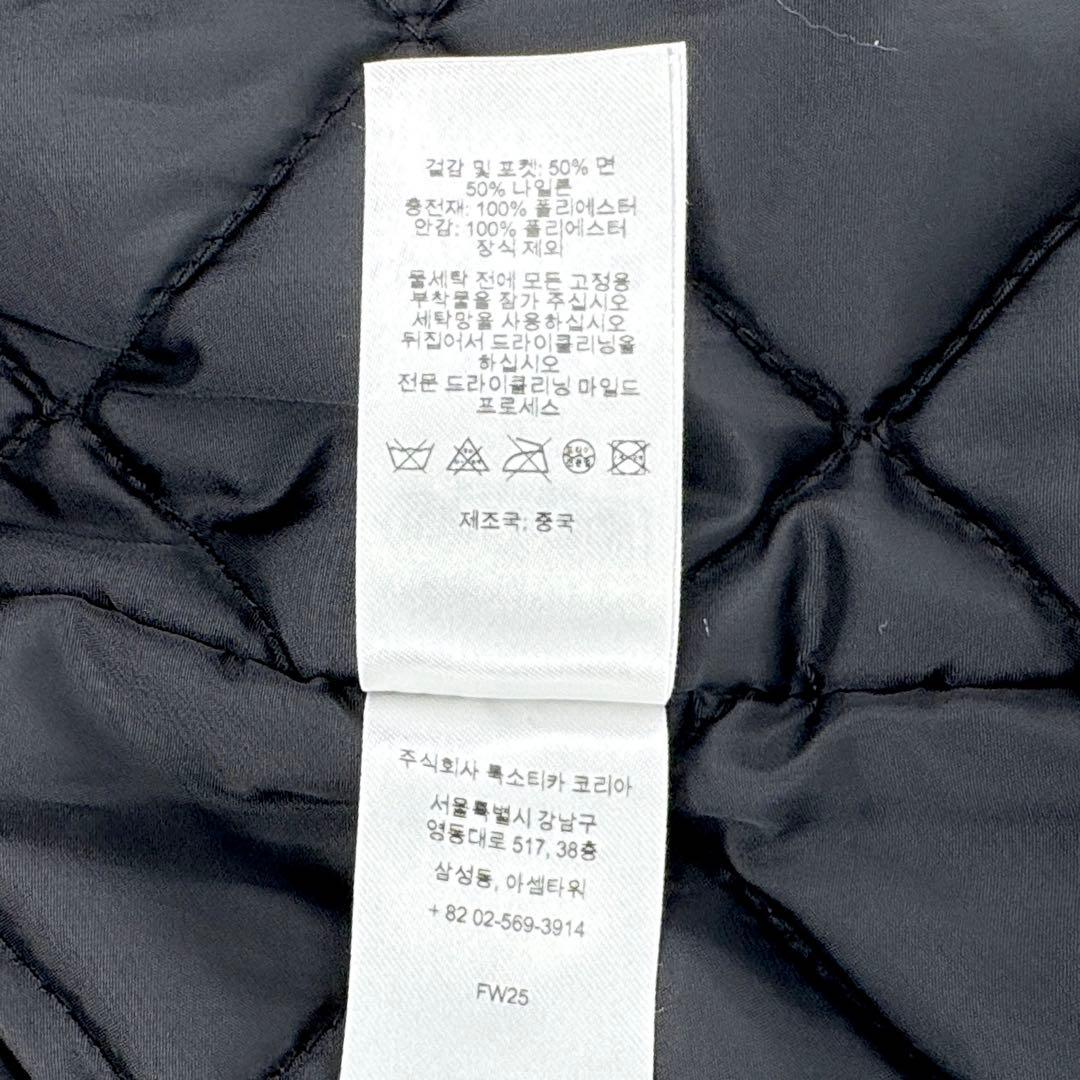 겉감 및 포켓: 50% 면
50% 나일론
충전재: 100% 폴리에스터
안감: 100% 폴리에스터
장식 제외
물세탁 전에 모든 고정용
부착물을 잠가 주십시오
세탁망을 사용하십시오
뒤집어서 드라이클리닝을
하십시오
전문 드라이클리닝 마일드
프로세스
제조국: 중국
주식회사 룩소티카 코리아
서울특별시 강남구
영동대로 517, 38층
삼성동, 아셈타워
+ 82 02-569-3914
FW25